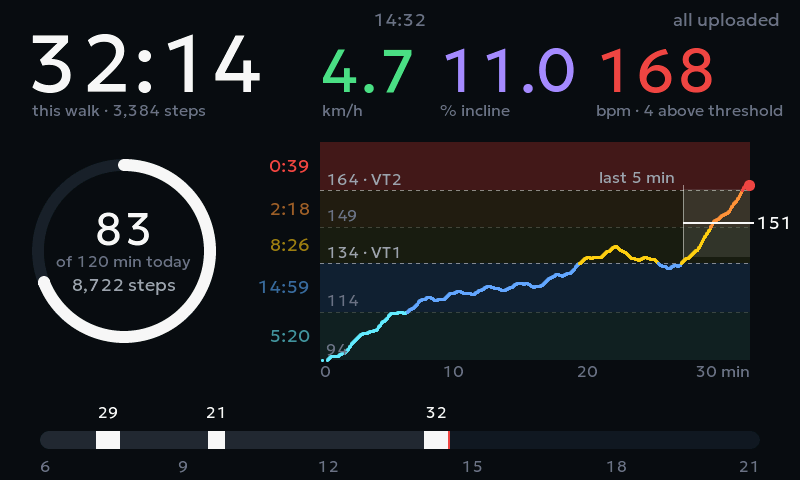 14:32
all uploaded
32:14
4.7
11.0
168
this walk · 3,384 steps
km/h
% incline
bpm · 4 above threshold
0:39
2:18
8:26
14:59
5:20
83
of 120 min today
8,722 steps
164 · VT2
last 5 min
149
151
134 · VT1
114
94
0
10
20
30 min
29
21
32
6
9
12
15
18
21